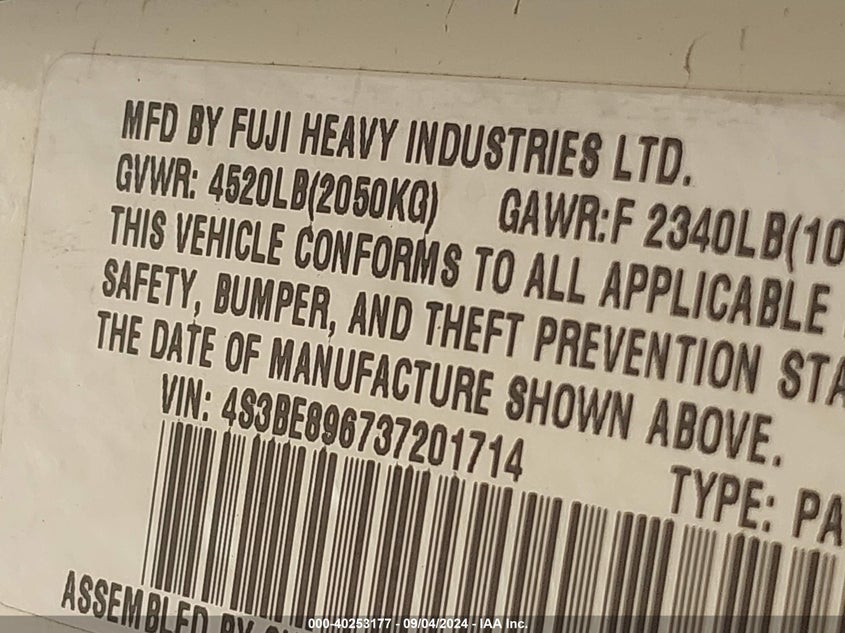 MFD BY FUJI HEAVY INDUSTRIES LTD.
GVWR: 4520LB(2050KG) GAWR:F 2340LB(10
THIS VEHICLE CONFORMS TO ALL APPLICABLE
SAFETY, BUMPER, AND THEFT PREVENTION STA
THE DATE OF MANUFACTURE SHOWN ABOVE.
VIN: 4S3BE896737201714
TYPE: PA
ASSEMBLED BY
000-40253177 - 09/04/2024 - IAA Inc.